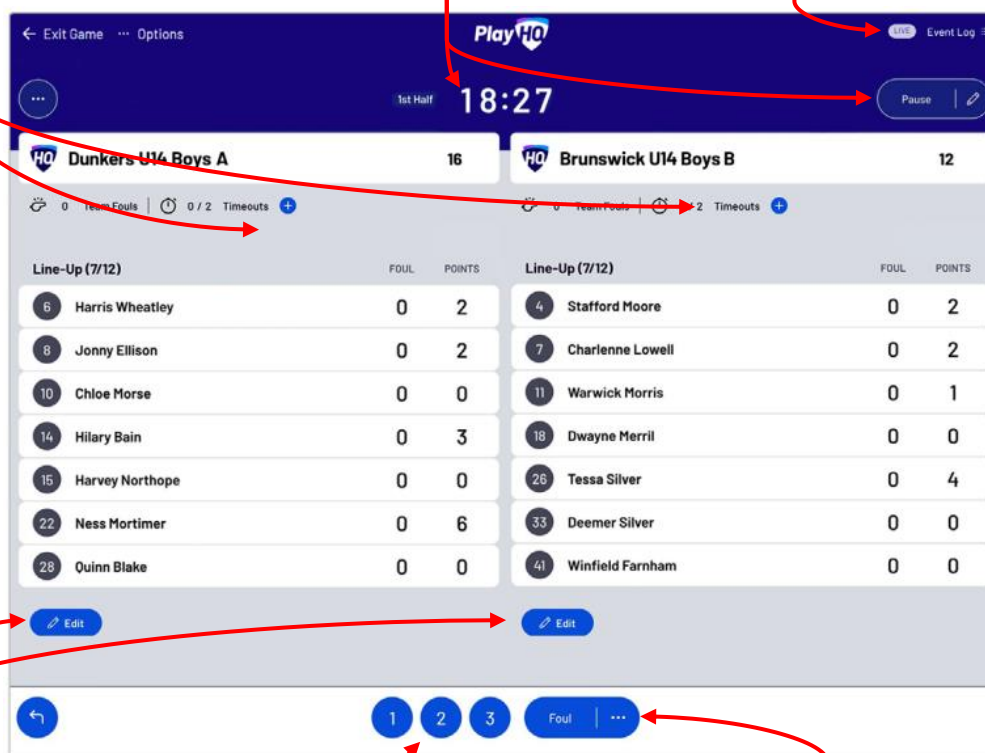 ← Exit Game ··· Options
PlayHQ
LIVE Event Log
···
1st Half 18:27
Pause
HQ Dunkers U14 Boys A 16
HQ Brunswick U14 Boys B 12
0 Team Fouls | 0 / 2 Timeouts +
0 Team Fouls | / 2 Timeouts +
Line-Up (7/12) FOUL POINTS
6 Harris Wheatley 0 2
8 Jonny Ellison 0 2
10 Chloe Morse 0 0
14 Hilary Bain 0 3
15 Harvey Northope 0 0
22 Ness Mortimer 0 6
28 Quinn Blake 0 0
Edit
Line-Up (7/12) FOUL POINTS
4 Stafford Moore 0 2
7 Charlenne Lowell 0 2
11 Warwick Morris 0 1
18 Dwayne Merril 0 0
26 Tessa Silver 0 4
33 Deemer Silver 0 0
41 Winfield Farnham 0 0
Edit
1 2 3 Foul | ···